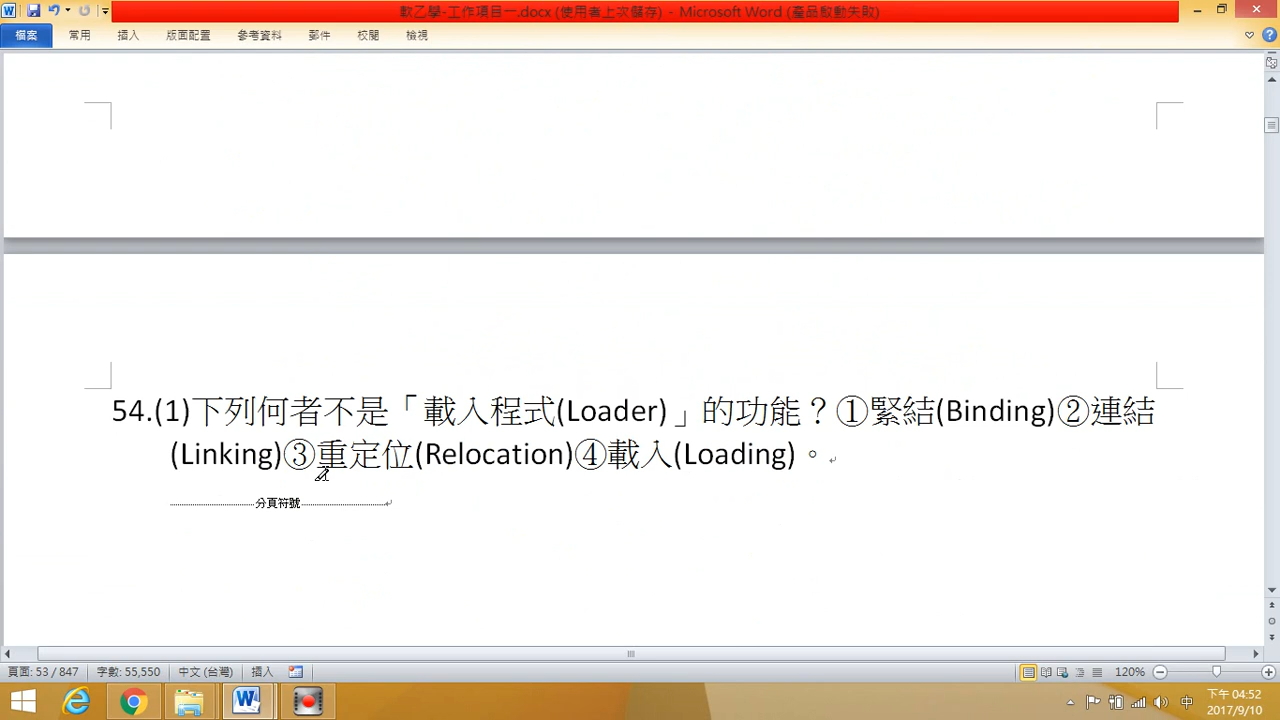 軟乙學-工作項目一.docx (使用者上次儲存) - Microsoft Word (產品啟動失敗)
檔案 常用 插入 版面配置 參考資料 郵件 校閱 檢視
54.(1)下列何者不是「載入程式(Loader)」的功能？①緊結(Binding)②連結
(Linking)③重定位(Relocation)④載入(Loading)。
分頁符號
頁面: 53 / 847 字數: 55,550 中文 (台灣) 插入 120%
中 下午 04:52
2017/9/10